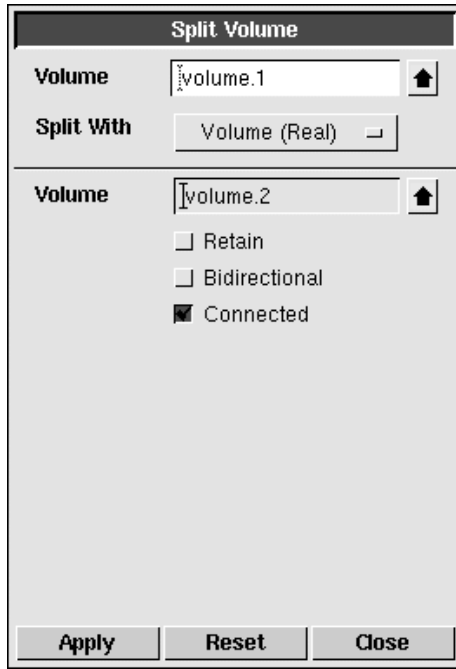 Split Volume
Volume volume.1
Split With Volume (Real)
Volume volume.2
Retain
Bidirectional
Connected
Apply Reset Close